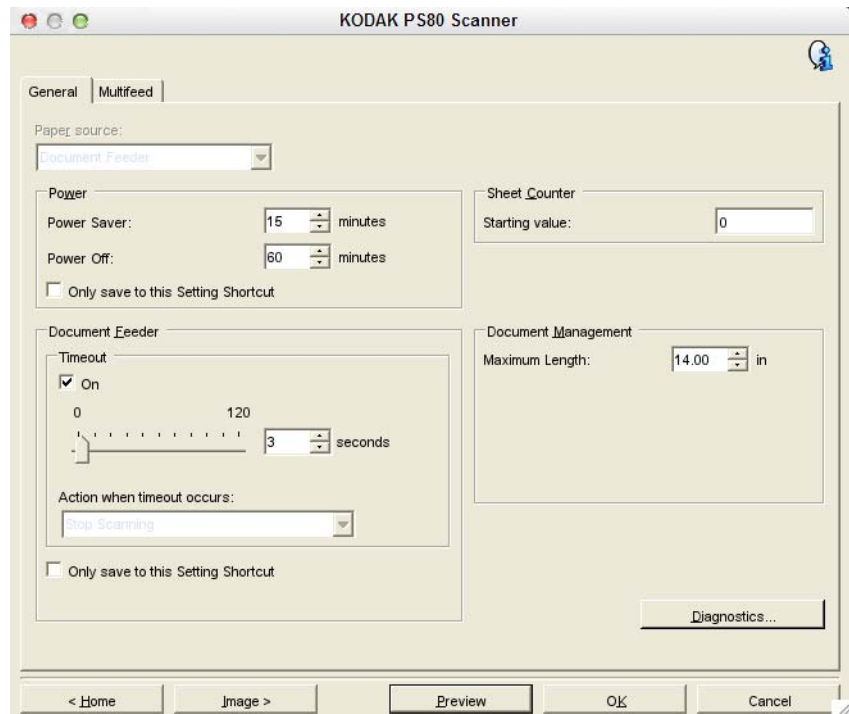 KODAK PS80 Scanner
General
Multifeed
Paper source:
Document Feeder
Power
Power Saver:
15
minutes
Power Off:
60
minutes
Only save to this Setting Shortcut
Sheet Counter
Starting value:
0
Document Feeder
Timeout
On
0
120
3
seconds
Action when timeout occurs:
Stop Scanning
Only save to this Setting Shortcut
Document Management
Maximum Length:
14.00
in
Diagnostics...
< Home
Image >
Preview
OK
Cancel